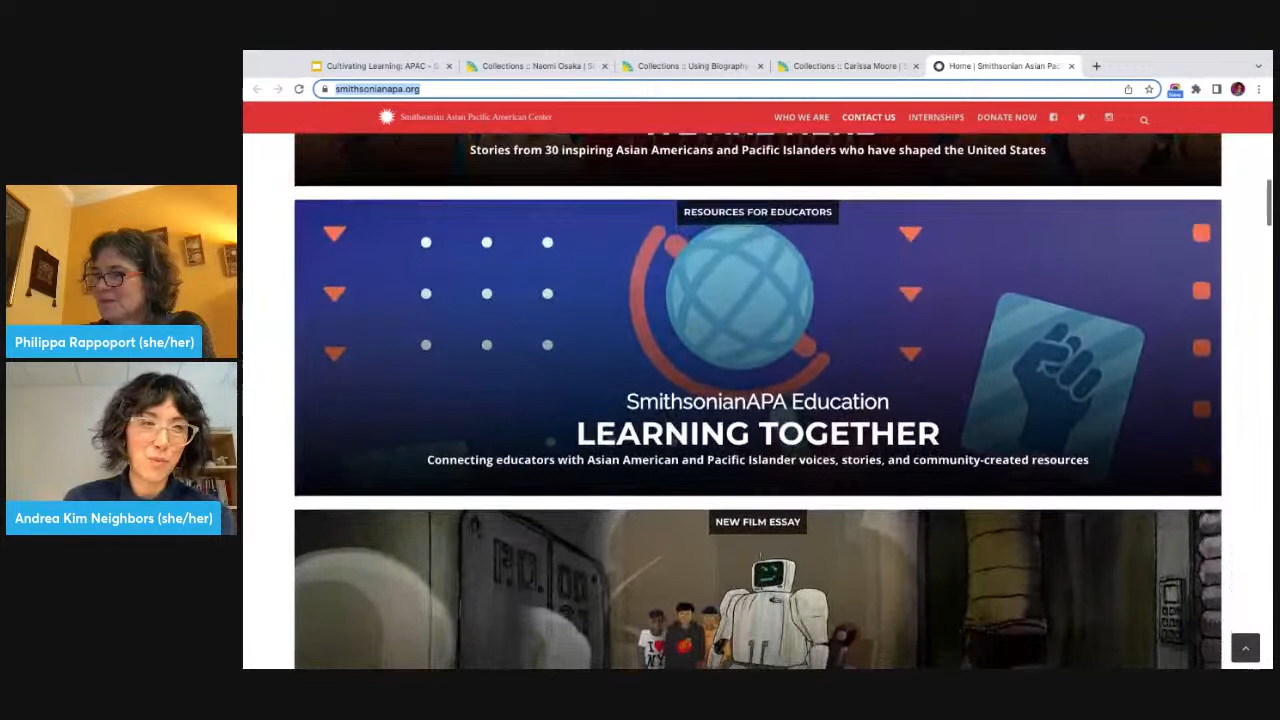 Cultivating Learning: APAC - S
Collections :: Naomi Osaka | S
Collections :: Using Biography
Collections :: Carissa Moore | S
Home | Smithsonian Asian Pac
smithsonianapa.org
Smithsonian Asian Pacific American Center
WHO WE ARE
CONTACT US
INTERNSHIPS
DONATE NOW
WE ARE HERE
Stories from 30 inspiring Asian Americans and Pacific Islanders who have shaped the United States
RESOURCES FOR EDUCATORS
SmithsonianAPA Education
LEARNING TOGETHER
Connecting educators with Asian American and Pacific Islander voices, stories, and community-created resources
NEW FILM ESSAY
Philippa Rappoport (she/her)
Andrea Kim Neighbors (she/her)